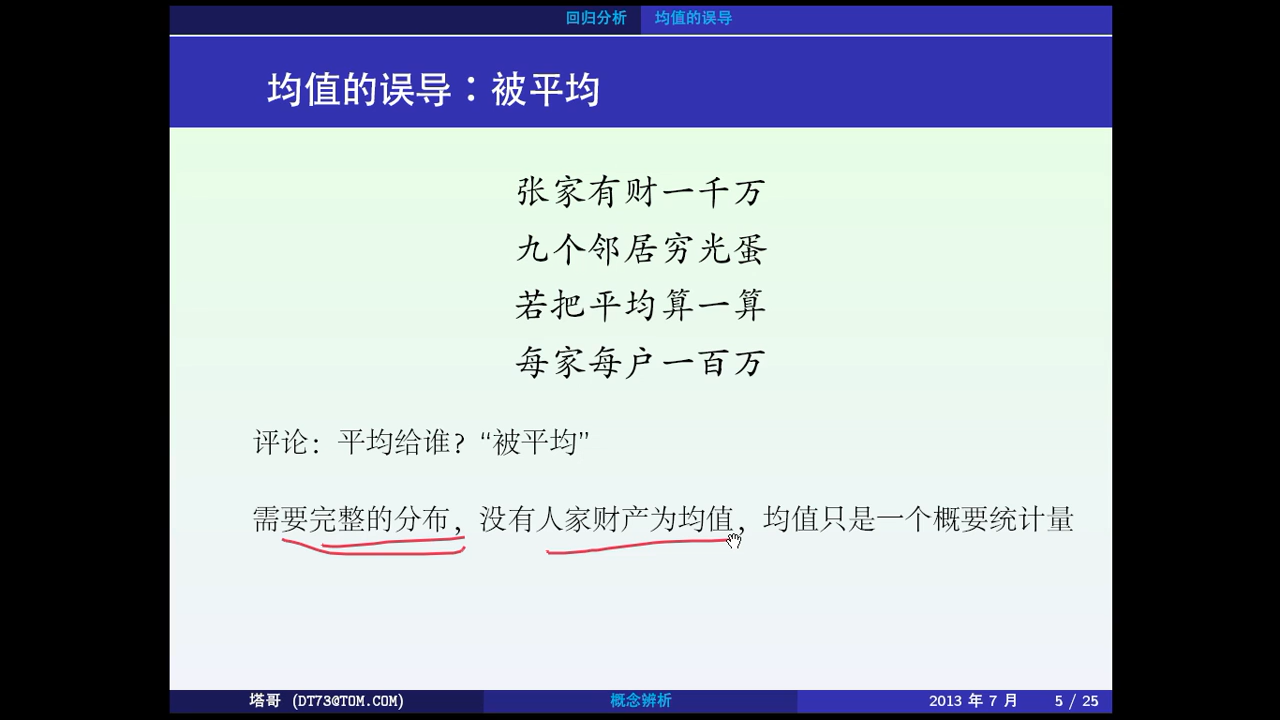 回归分析 均值的误导
均值的误导：被平均
张家有财一千万
九个邻居穷光蛋
若把平均算一算
每家每户一百万
评论：平均给谁？“被平均”
需要完整的分布，没有人家财产为均值，均值只是一个概要统计量
塔哥 (DT73@TOM.COM) 概念辨析 2013 年 7 月 5 / 25